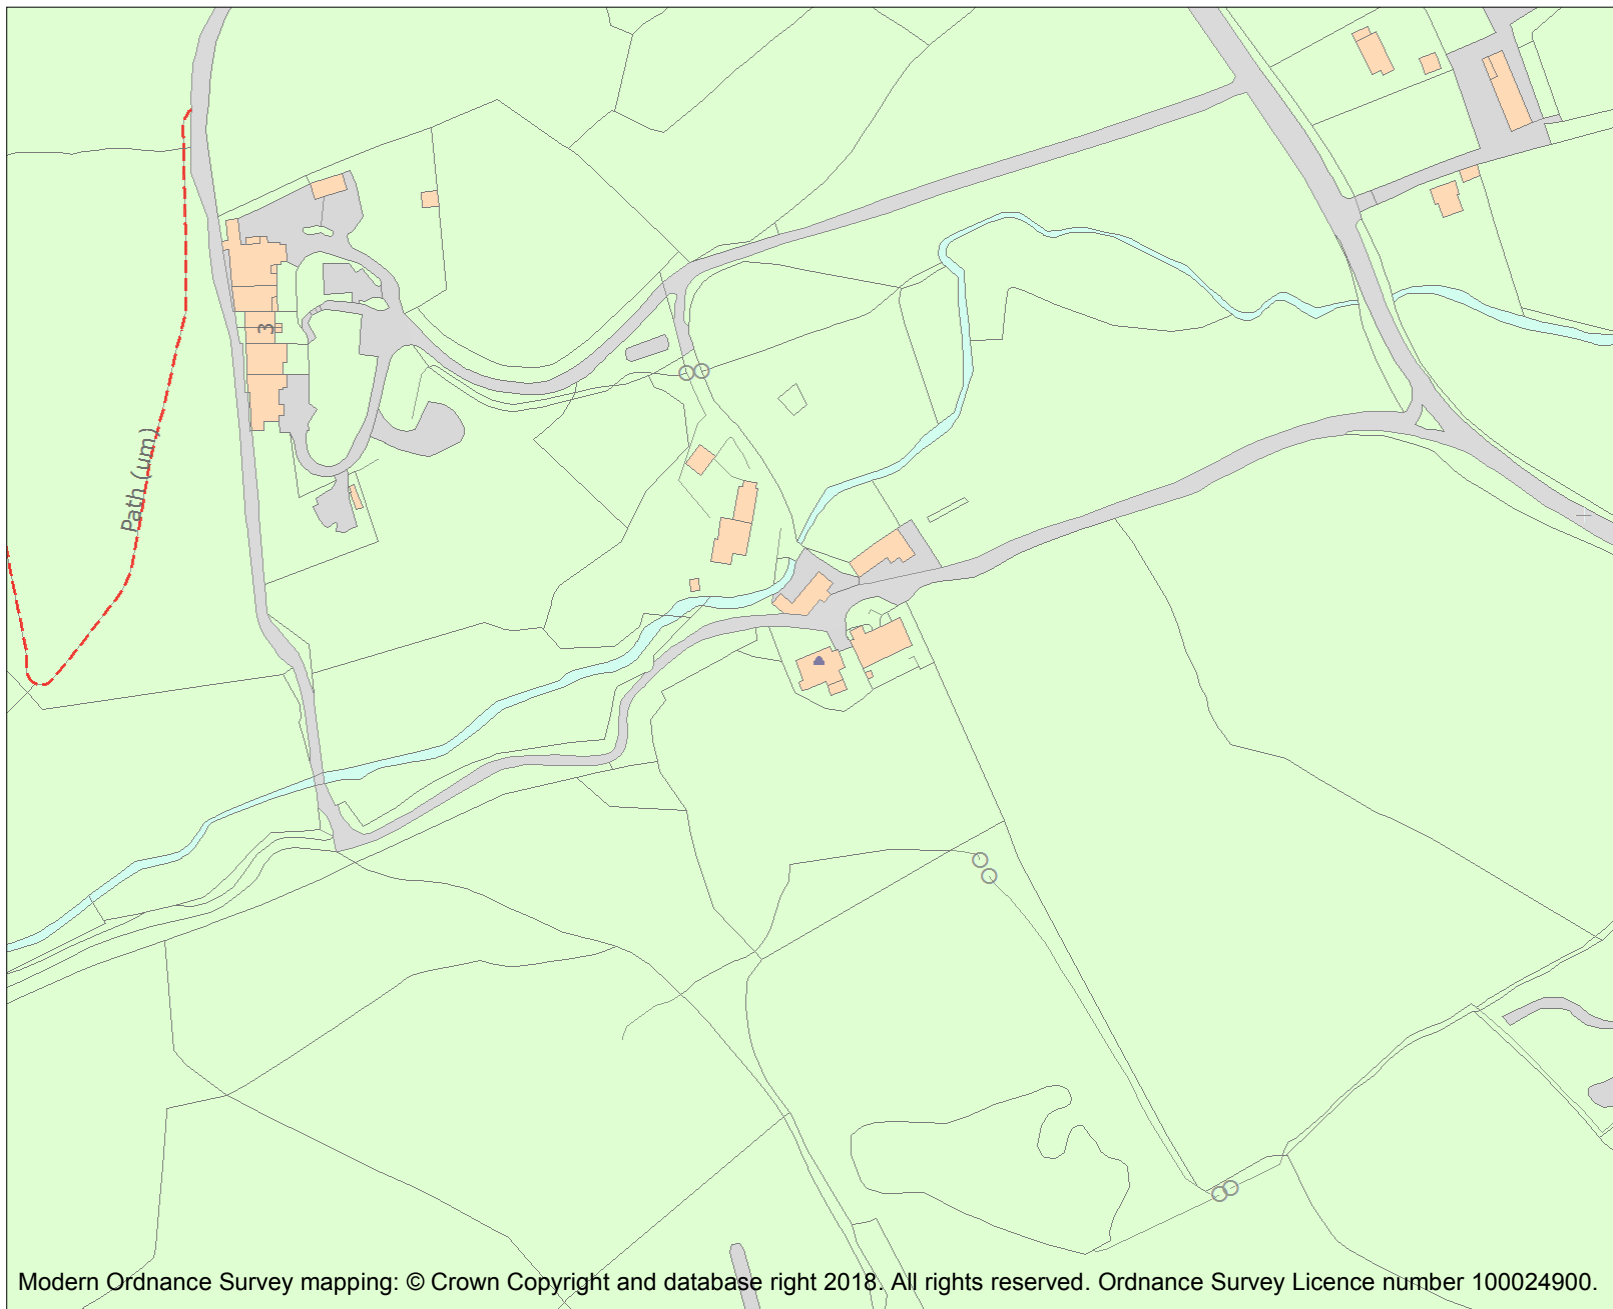 3
Path (um)
Modern Ordnance Survey mapping: © Crown Copyright and database right 2018. All rights reserved. Ordnance Survey Licence number 100024900.